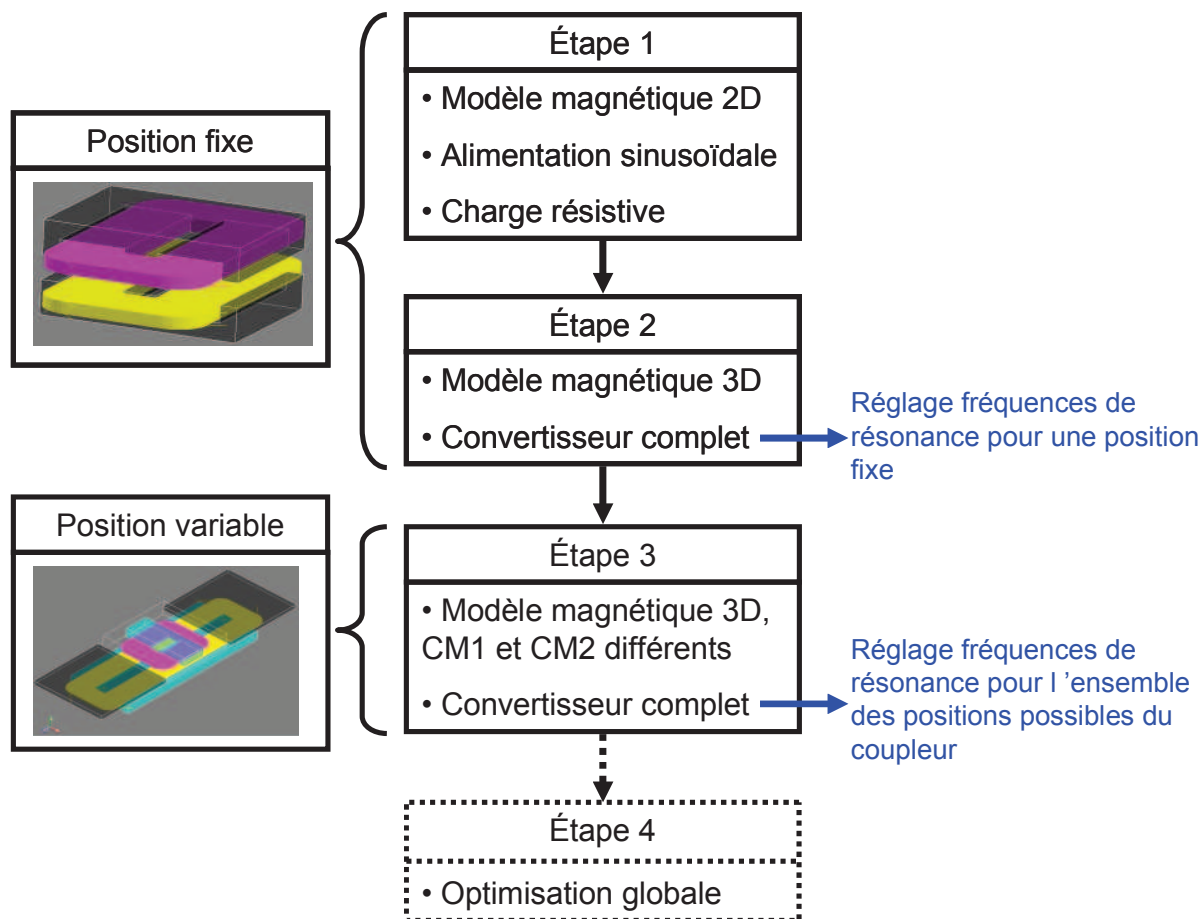 Étape 1
• Modèle magnétique 2D
• Alimentation sinusoïdale
• Charge résistive
Position fixe
Étape 2
• Modèle magnétique 3D
• Convertisseur complet
Réglage fréquences de
résonance pour une position
fixe
Position variable
Étape 3
• Modèle magnétique 3D,
CM1 et CM2 différents
• Convertisseur complet
Réglage fréquences de
résonance pour l ’ensemble
des positions possibles du
coupleur
Étape 4
• Optimisation globale